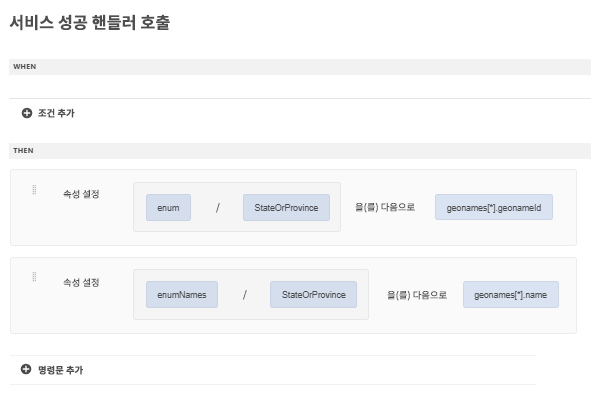 서비스 성공 핸들러 호출
WHEN
조건 추가
THEN
속성 설정 enum / StateOrProvince 을(를) 다음으로 geonames[*].geonameId
속성 설정 enumNames / StateOrProvince 을(를) 다음으로 geonames[*].name
명령문 추가